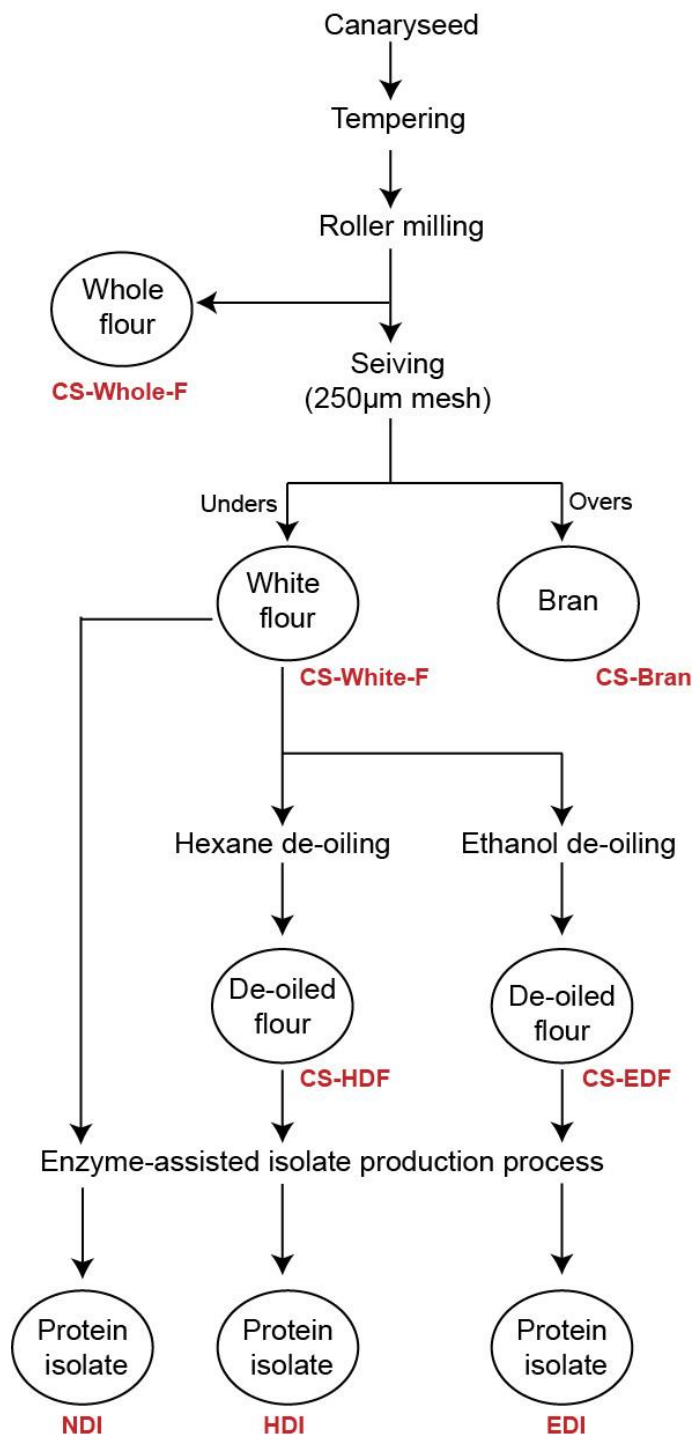 Canaryseed
Tempering
Roller milling
Whole
flour
CS-Whole-F
Seiving
(250µm mesh)
Unders
Overs
White
flour
Bran
CS-White-F
CS-Bran
Hexane de-oiling
Ethanol de-oiling
De-oiled
flour
De-oiled
flour
CS-HDF
CS-EDF
Enzyme-assisted isolate production process
Protein
isolate
Protein
isolate
Protein
isolate
NDI
HDI
EDI